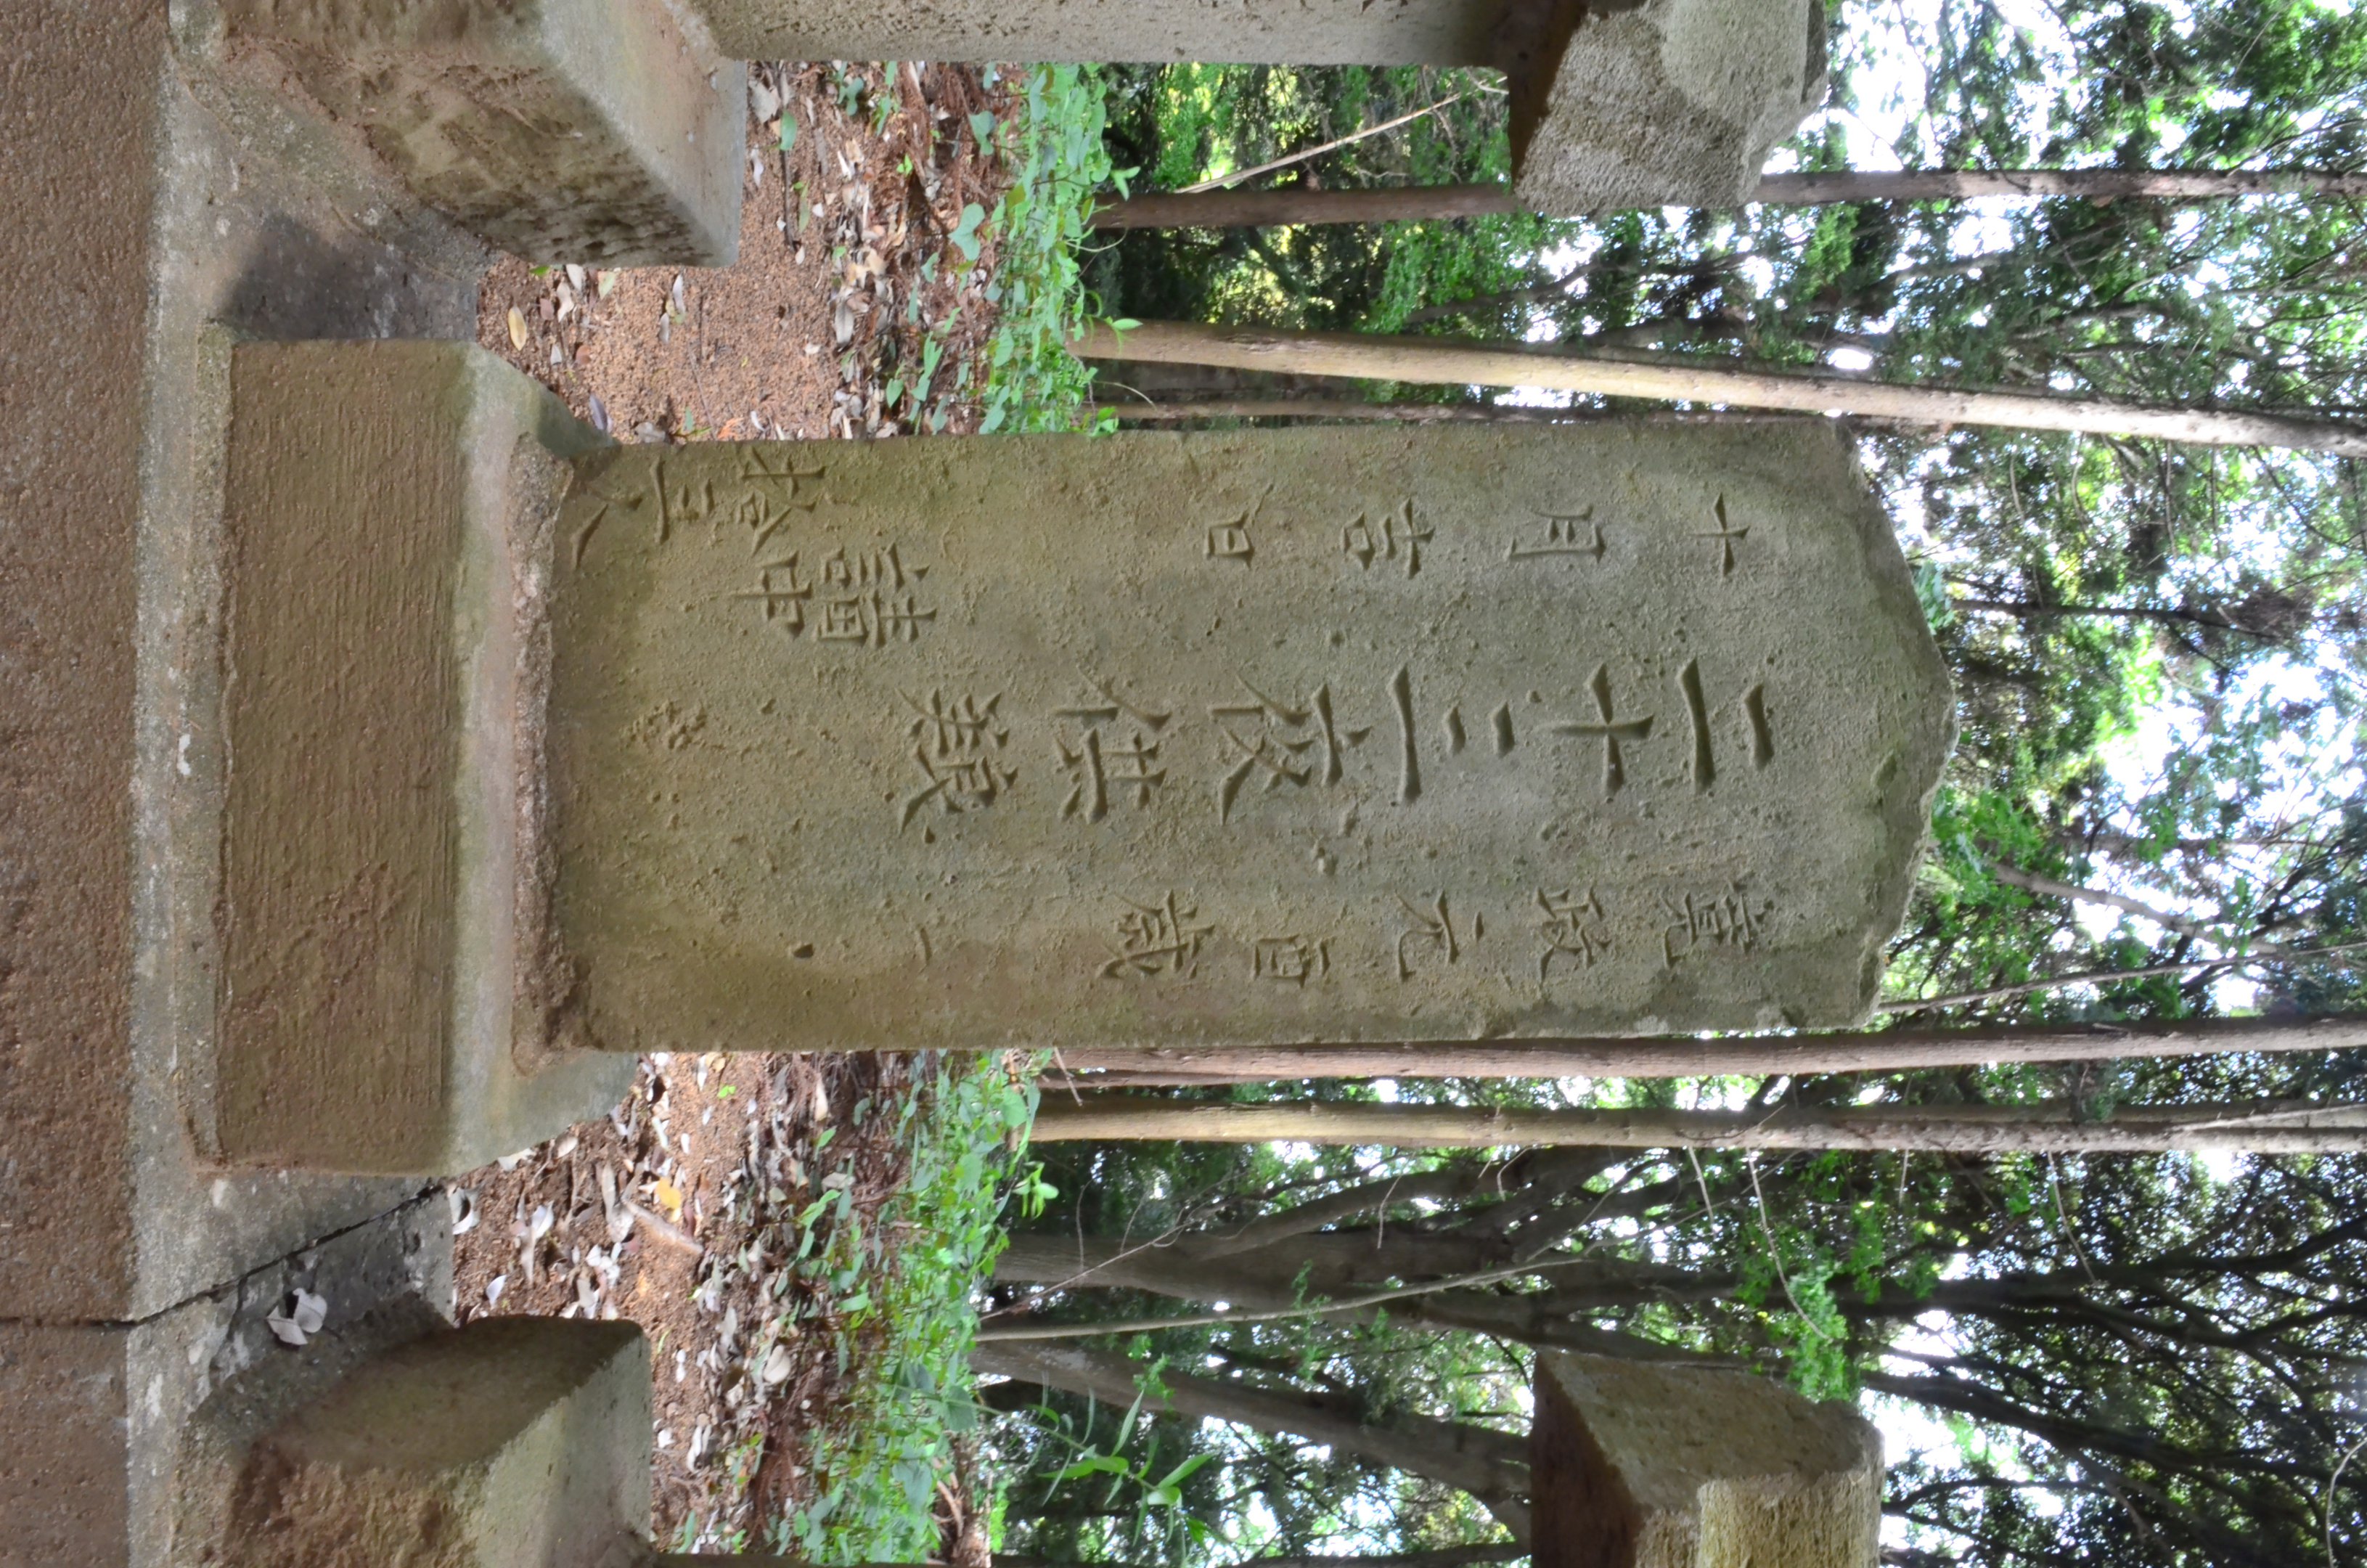 寛政元酉歳
二十三夜供養
十月吉日
講中
拾三人